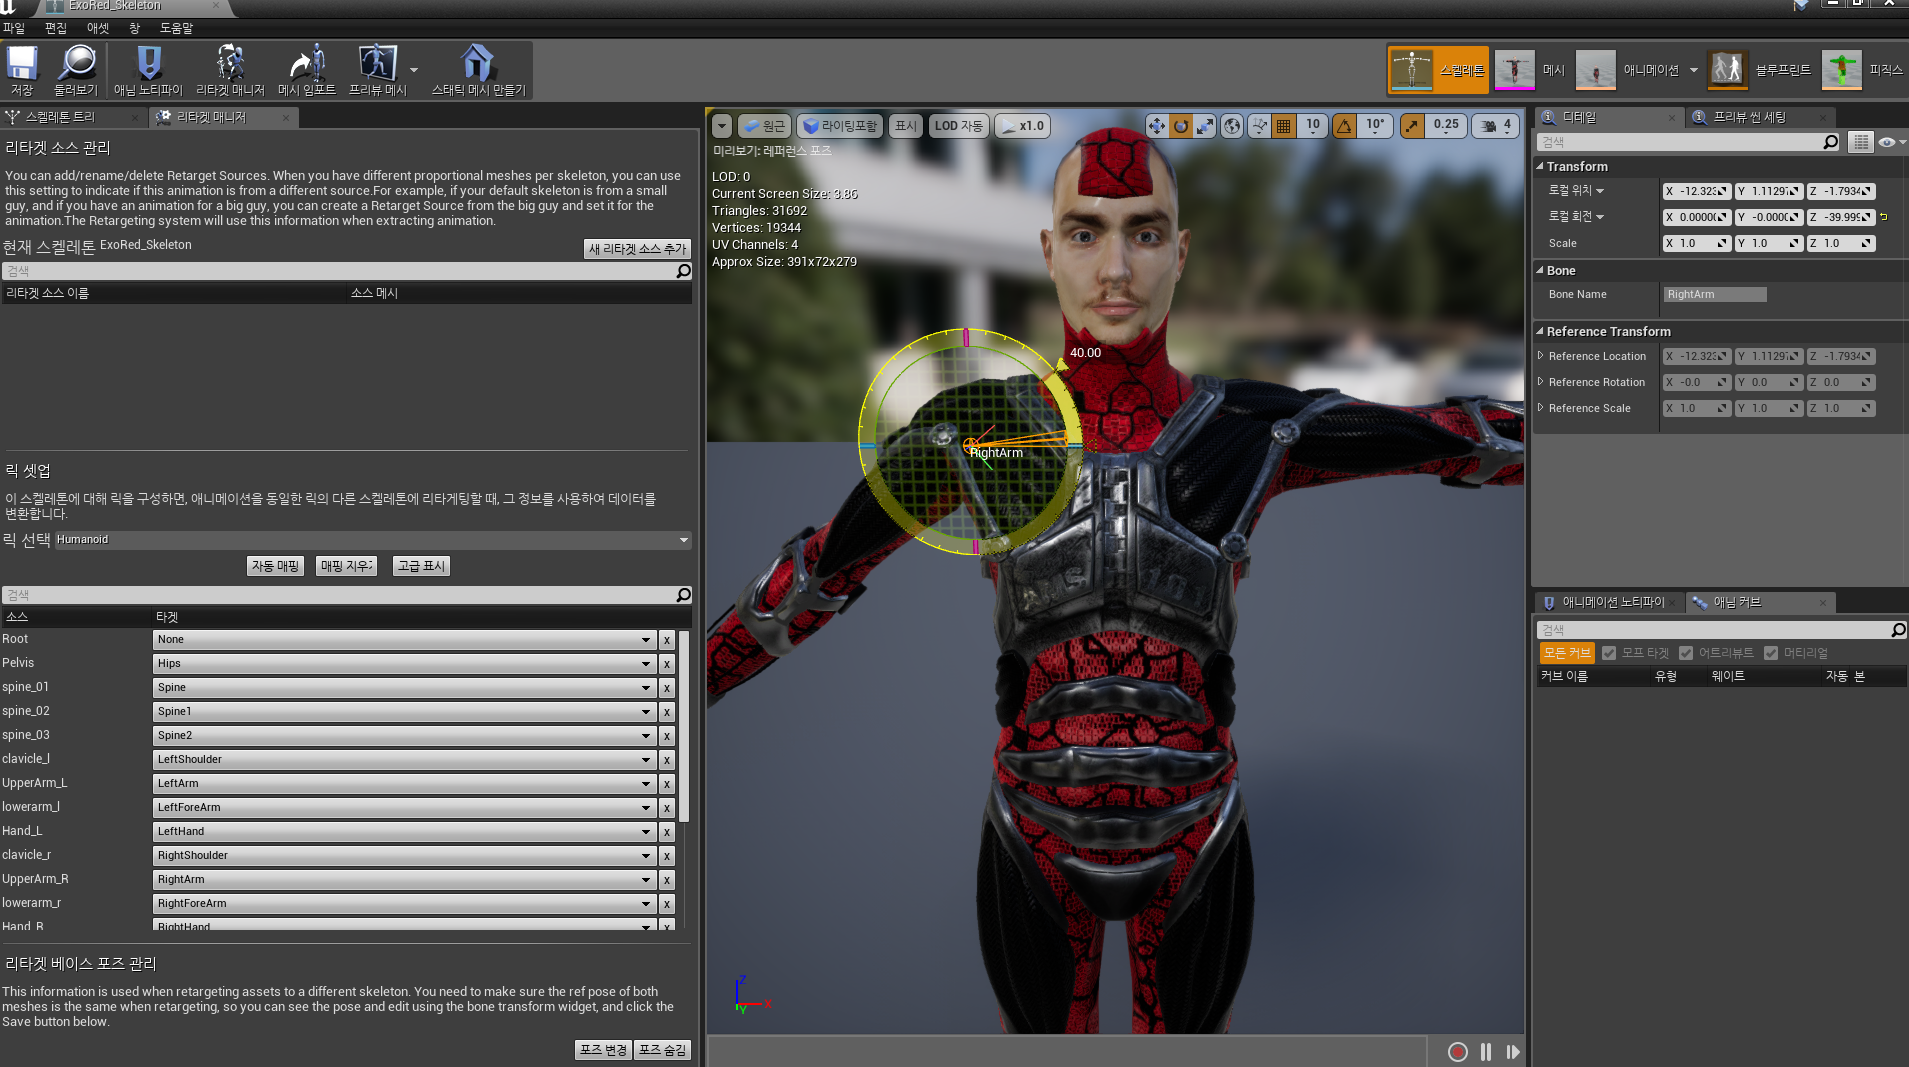 ExoRed_Skeleton
파일 편집 애셋 창 도움말
저장 둘러보기 애님 노티파이 리타겟 매니저 메시 임포트 프리뷰 메시 스태틱 메시 만들기
스켈레톤 메시 애니메이션 블루프린트 피직스
스켈레톤 트리 리타겟 매니저
리타겟 소스 관리
You can add/rename/delete Retarget Sources. When you have different proportional meshes per skeleton, you can use
this setting to indicate if this animation is from a different source.For example, if your default skeleton is from a small
guy, and if you have an animation for a big guy, you can create a Retarget Source from the big guy and set it for the
animation.The Retargeting system will use this information when extracting animation.
현재 스켈레톤 ExoRed_Skeleton
새 리타겟 소스 추가
검색
리타겟 소스 이름 소스 메시
릭 셋업
이 스켈레톤에 대해 릭을 구성하면, 애니메이션을 동일한 릭의 다른 스켈레톤에 리타게팅할 때, 그 정보를 사용하여 데이터를
변환합니다.
릭 선택 Humanoid
자동 매핑 매핑 지우기 고급 표시
검색
소스 타겟
Root None x
Pelvis Hips x
spine_01 Spine x
spine_02 Spine1 x
spine_03 Spine2 x
clavicle_l LeftShoulder x
UpperArm_L LeftArm x
lowerarm_l LeftForeArm x
Hand_L LeftHand x
clavicle_r RightShoulder x
UpperArm_R RightArm x
lowerarm_r RightForeArm x
Hand_R RightHand x
리타겟 베이스 포즈 관리
This information is used when retargeting assets to a different skeleton. You need to make sure the ref pose of both
meshes is the same when retargeting, so you can see the pose and edit using the bone transform widget, and click the
Save button below.
포즈 변경 포즈 숨김
원근 라이팅포함 표시 LOD 자동 x1.0
10 10° 0.25 4
미리보기: 레퍼런스 포즈
LOD: 0
Current Screen Size: 3.86
Triangles: 31692
Vertices: 19344
UV Channels: 4
Approx Size: 391x72x279
40.00
RightArm
Z
X
Y
디테일 프리뷰 씬 세팅
검색
Transform
로컬 위치 X -12.323 Y 1.11297 Z -1.7934
로컬 회전 X 0.0000 Y -0.0000 Z -39.999
Scale X 1.0 Y 1.0 Z 1.0
Bone
Bone Name RightArm
Reference Transform
Reference Location X -12.323 Y 1.11297 Z -1.7934
Reference Rotation X -0.0 Y 0.0 Z 0.0
Reference Scale X 1.0 Y 1.0 Z 1.0
애니메이션 노티파이 애님 커브
검색
모든 커브 모프 타겟 어트리뷰트 머티리얼
커브 이름 유형 웨이트 자동 본